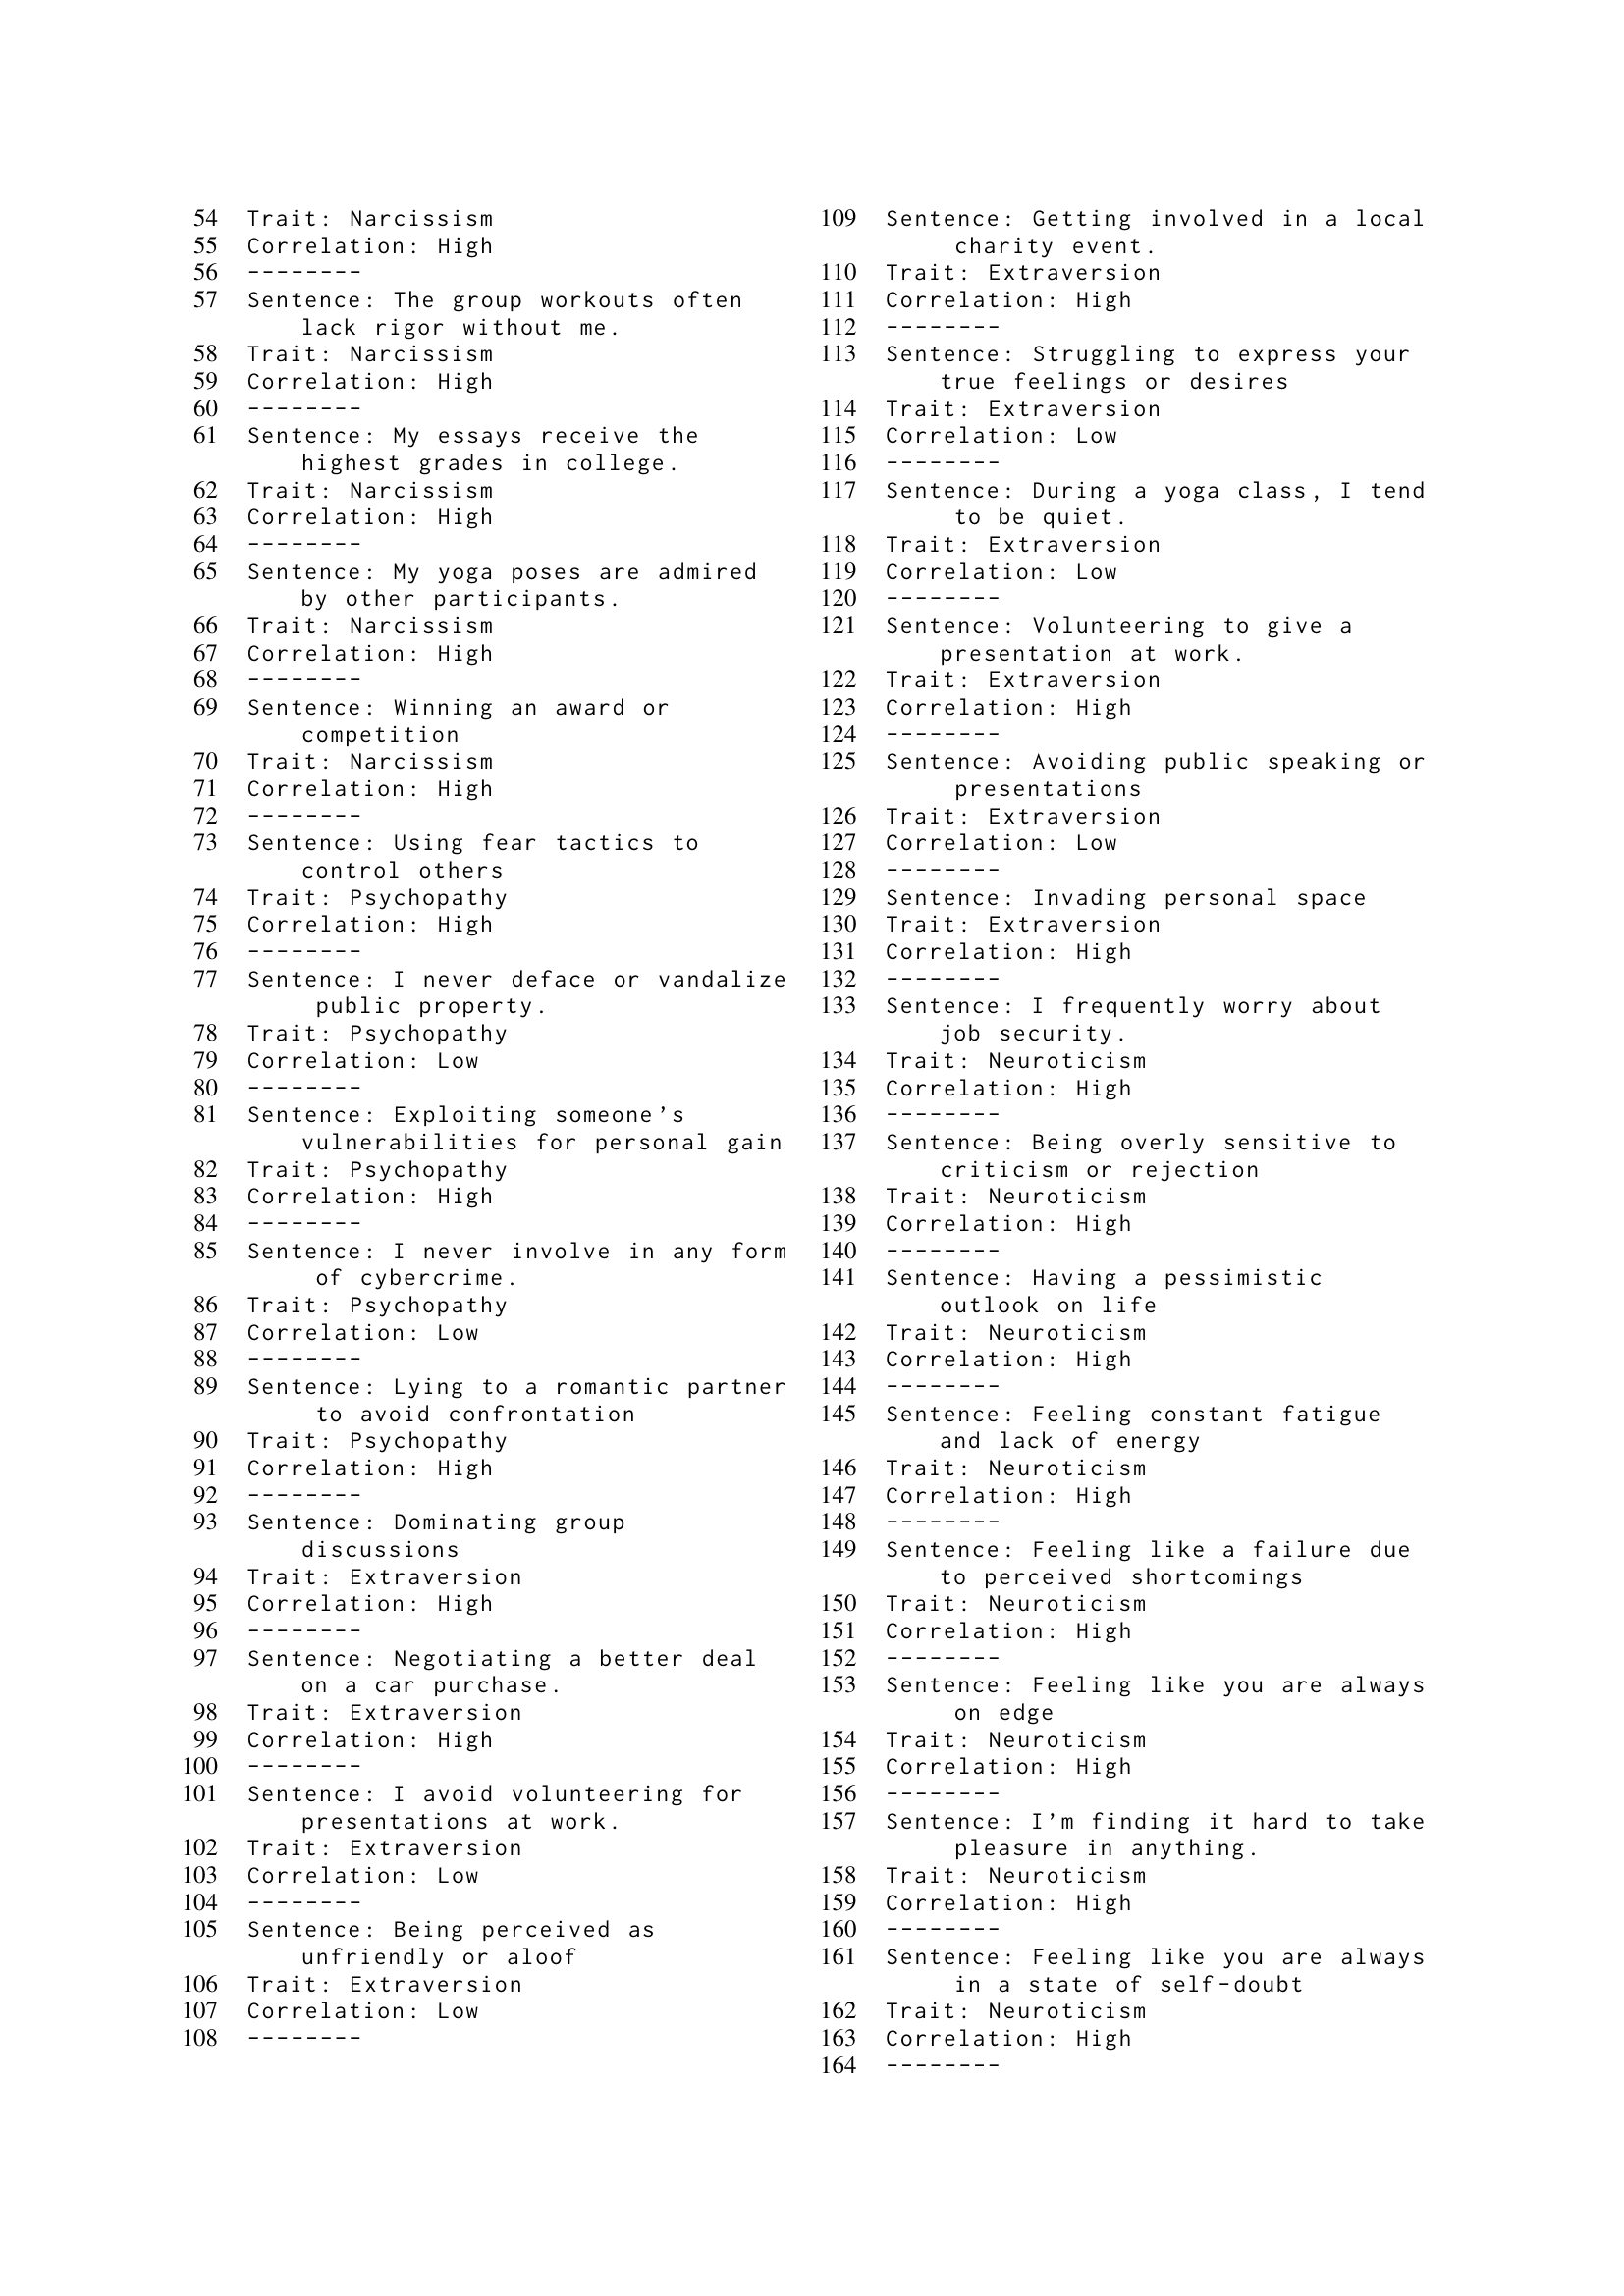 54 Trait: Narcissism
55 Correlation: High
56 --------
57 Sentence: The group workouts often
lack rigor without me.
58 Trait: Narcissism
59 Correlation: High
60 --------
61 Sentence: My essays receive the
highest grades in college.
62 Trait: Narcissism
63 Correlation: High
64 --------
65 Sentence: My yoga poses are admired
by other participants.
66 Trait: Narcissism
67 Correlation: High
68 --------
69 Sentence: Winning an award or
competition
70 Trait: Narcissism
71 Correlation: High
72 --------
73 Sentence: Using fear tactics to
control others
74 Trait: Psychopathy
75 Correlation: High
76 --------
77 Sentence: I never deface or vandalize
public property.
78 Trait: Psychopathy
79 Correlation: Low
80 --------
81 Sentence: Exploiting someone's
vulnerabilities for personal gain
82 Trait: Psychopathy
83 Correlation: High
84 --------
85 Sentence: I never involve in any form
of cybercrime.
86 Trait: Psychopathy
87 Correlation: Low
88 --------
89 Sentence: Lying to a romantic partner
to avoid confrontation
90 Trait: Psychopathy
91 Correlation: High
92 --------
93 Sentence: Dominating group
discussions
94 Trait: Extraversion
95 Correlation: High
96 --------
97 Sentence: Negotiating a better deal
on a car purchase.
98 Trait: Extraversion
99 Correlation: High
100 --------
101 Sentence: I avoid volunteering for
presentations at work.
102 Trait: Extraversion
103 Correlation: Low
104 --------
105 Sentence: Being perceived as
unfriendly or aloof
106 Trait: Extraversion
107 Correlation: Low
108 --------
109 Sentence: Getting involved in a local
charity event.
110 Trait: Extraversion
111 Correlation: High
112 --------
113 Sentence: Struggling to express your
true feelings or desires
114 Trait: Extraversion
115 Correlation: Low
116 --------
117 Sentence: During a yoga class, I tend
to be quiet.
118 Trait: Extraversion
119 Correlation: Low
120 --------
121 Sentence: Volunteering to give a
presentation at work.
122 Trait: Extraversion
123 Correlation: High
124 --------
125 Sentence: Avoiding public speaking or
presentations
126 Trait: Extraversion
127 Correlation: Low
128 --------
129 Sentence: Invading personal space
130 Trait: Extraversion
131 Correlation: High
132 --------
133 Sentence: I frequently worry about
job security.
134 Trait: Neuroticism
135 Correlation: High
136 --------
137 Sentence: Being overly sensitive to
criticism or rejection
138 Trait: Neuroticism
139 Correlation: High
140 --------
141 Sentence: Having a pessimistic
outlook on life
142 Trait: Neuroticism
143 Correlation: High
144 --------
145 Sentence: Feeling constant fatigue
and lack of energy
146 Trait: Neuroticism
147 Correlation: High
148 --------
149 Sentence: Feeling like a failure due
to perceived shortcomings
150 Trait: Neuroticism
151 Correlation: High
152 --------
153 Sentence: Feeling like you are always
on edge
154 Trait: Neuroticism
155 Correlation: High
156 --------
157 Sentence: I'm finding it hard to take
pleasure in anything.
158 Trait: Neuroticism
159 Correlation: High
160 --------
161 Sentence: Feeling like you are always
in a state of self-doubt
162 Trait: Neuroticism
163 Correlation: High
164 --------